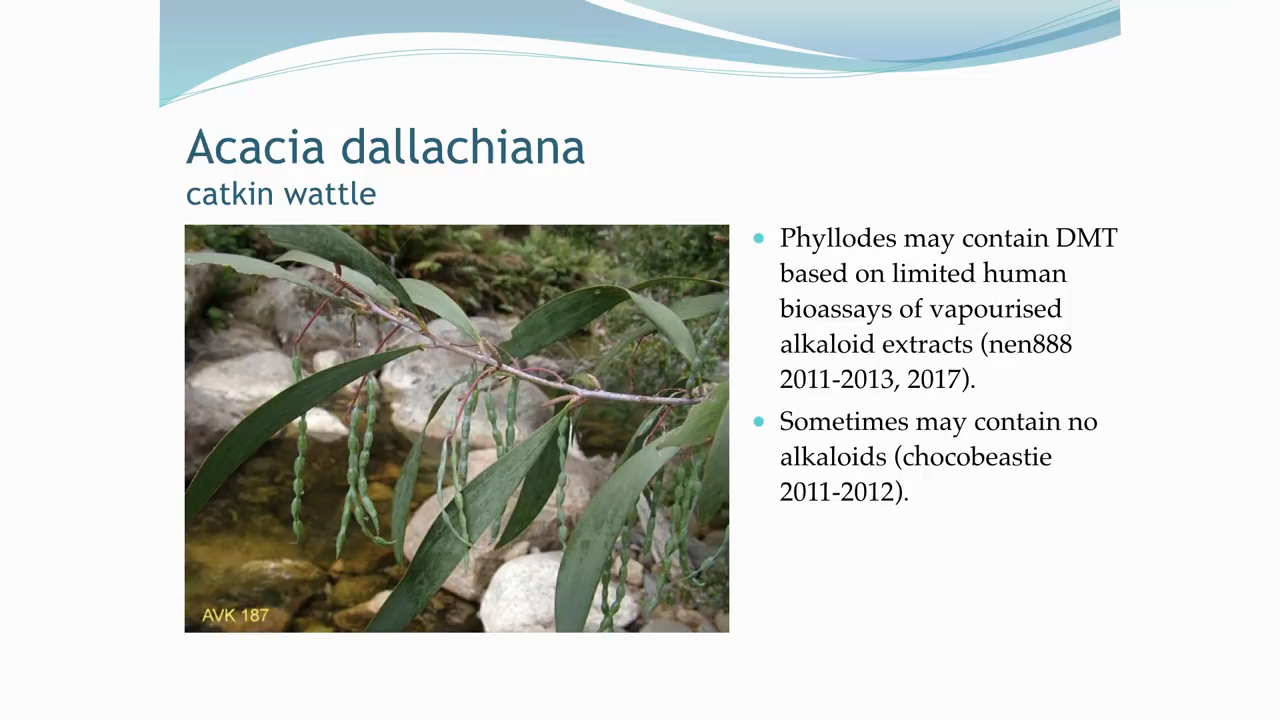 Acacia dallachiana
catkin wattle
Phyllodes may contain DMT
based on limited human
bioassays of vapourised
alkaloid extracts (nen888
2011-2013, 2017).
Sometimes may contain no
alkaloids (chocobeastie
2011-2012).
AVK 187